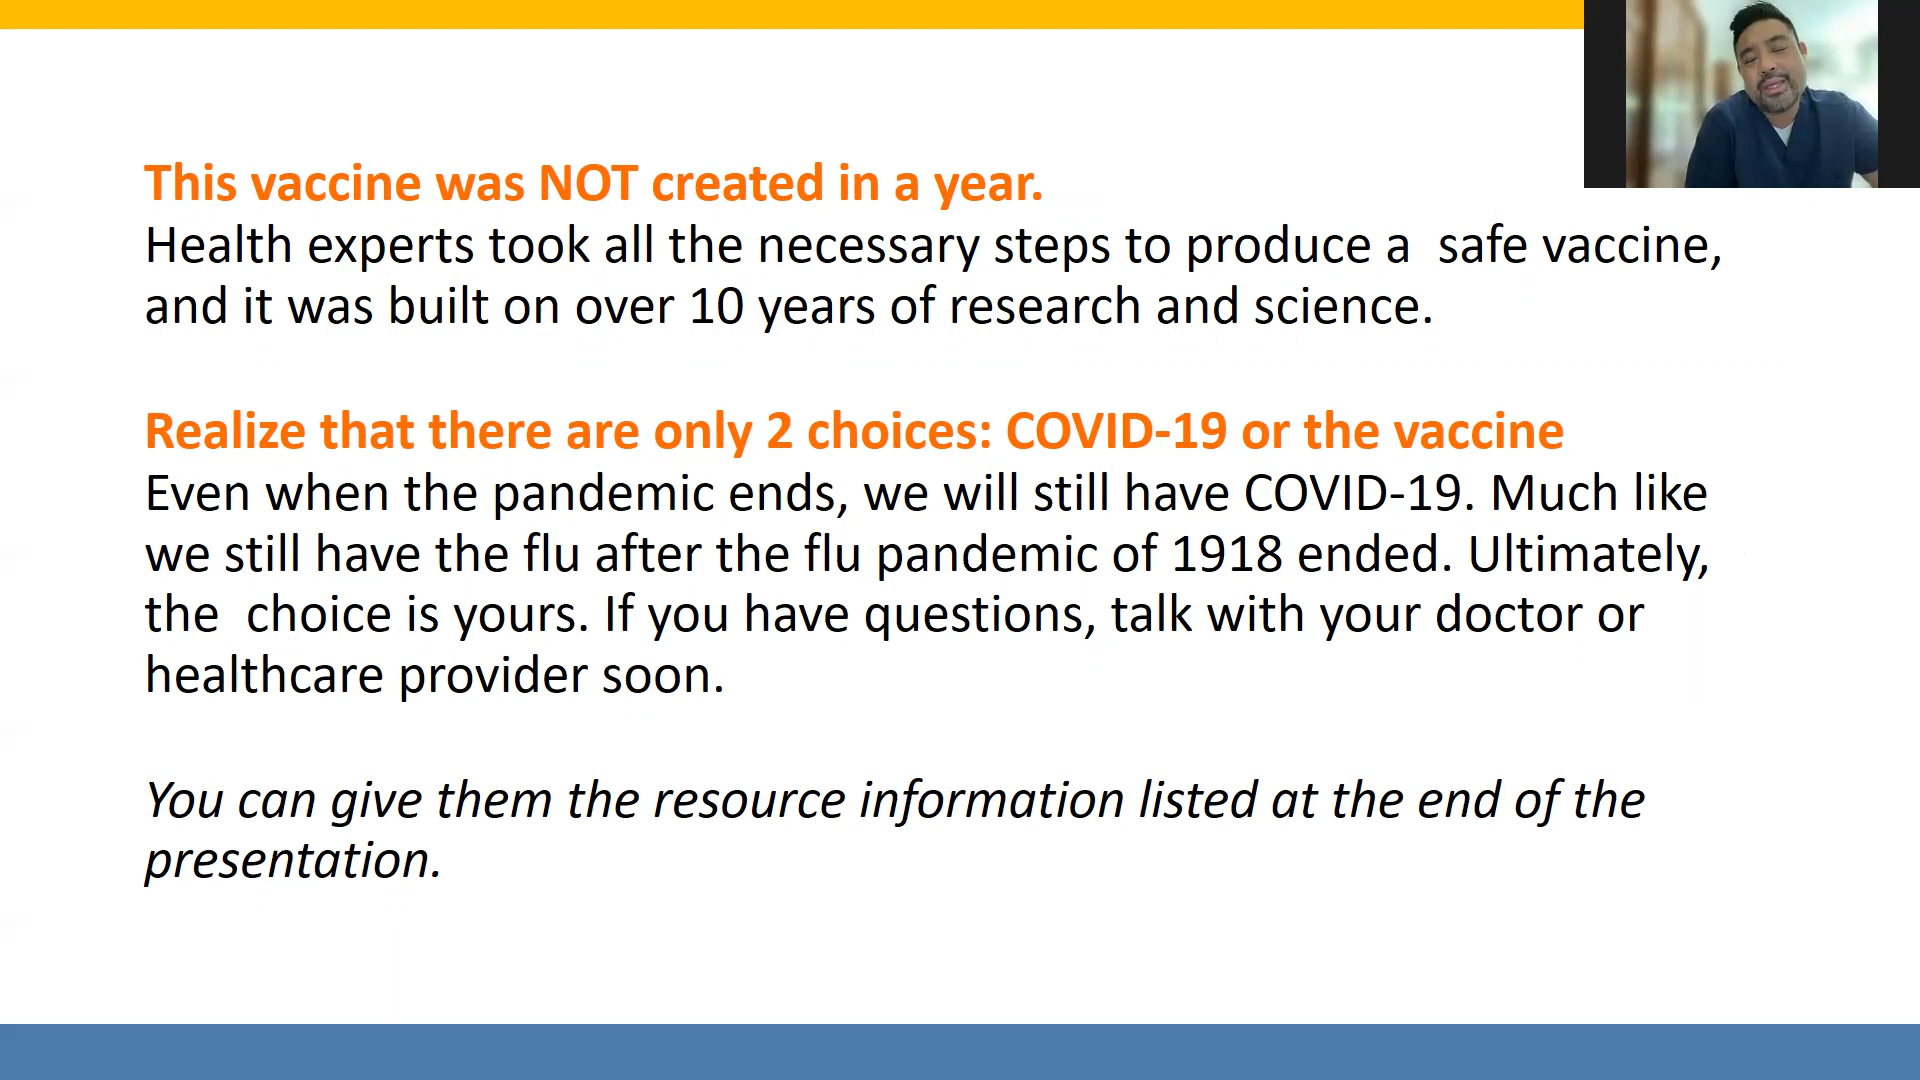 This vaccine was NOT created in a year.
Health experts took all the necessary steps to produce a  safe vaccine,
and it was built on over 10 years of research and science.
Realize that there are only 2 choices: COVID-19 or the vaccine
Even when the pandemic ends, we will still have COVID-19. Much like
we still have the flu after the flu pandemic of 1918 ended. Ultimately,
the  choice is yours. If you have questions, talk with your doctor or
healthcare provider soon.
You can give them the resource information listed at the end of the
presentation.